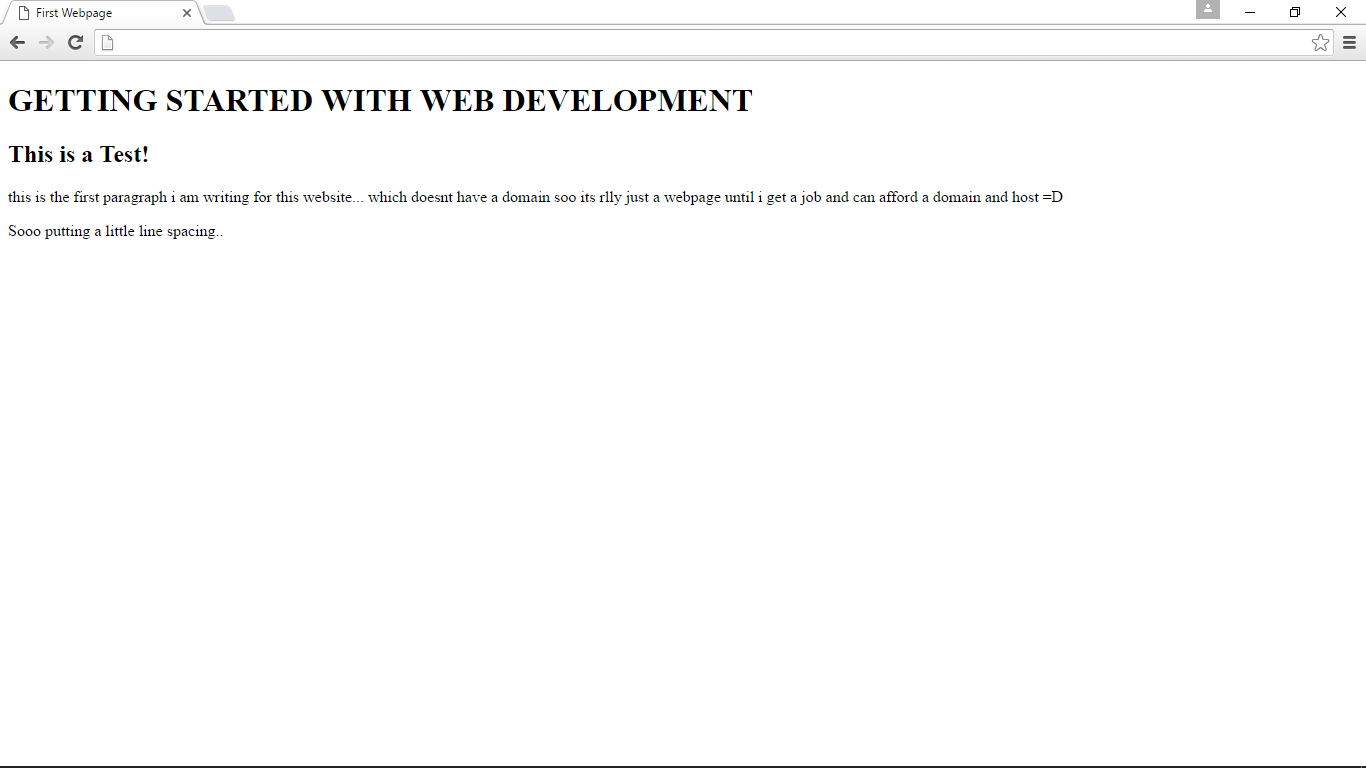 First Webpage
GETTING STARTED WITH WEB DEVELOPMENT
This is a Test!
this is the first paragraph i am writing for this website... which doesnt have a domain soo its rlly just a webpage until i get a job and can afford a domain and host =D
Sooo putting a little line spacing..